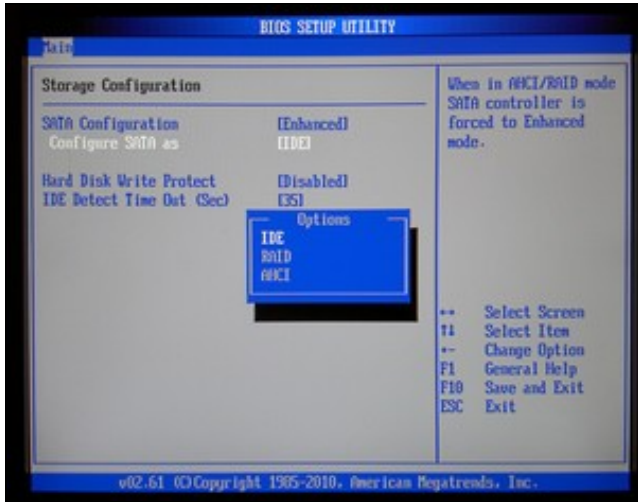 BIOS SETUP UTILITY
Main
Storage Configuration
SATA Configuration [Enhanced]
Configure SATA as [IDE]
Hard Disk Write Protect [Disabled]
IDE Detect Time Out (Sec) [35]
Options
IDE
RAID
AHCI
When in AHCI/RAID mode
SATA controller is
forced to Enhanced
mode.
↔ Select Screen
↑↓ Select Item
+- Change Option
F1 General Help
F10 Save and Exit
ESC Exit
v02.61 (C)Copyright 1985-2010, American Megatrends, Inc.